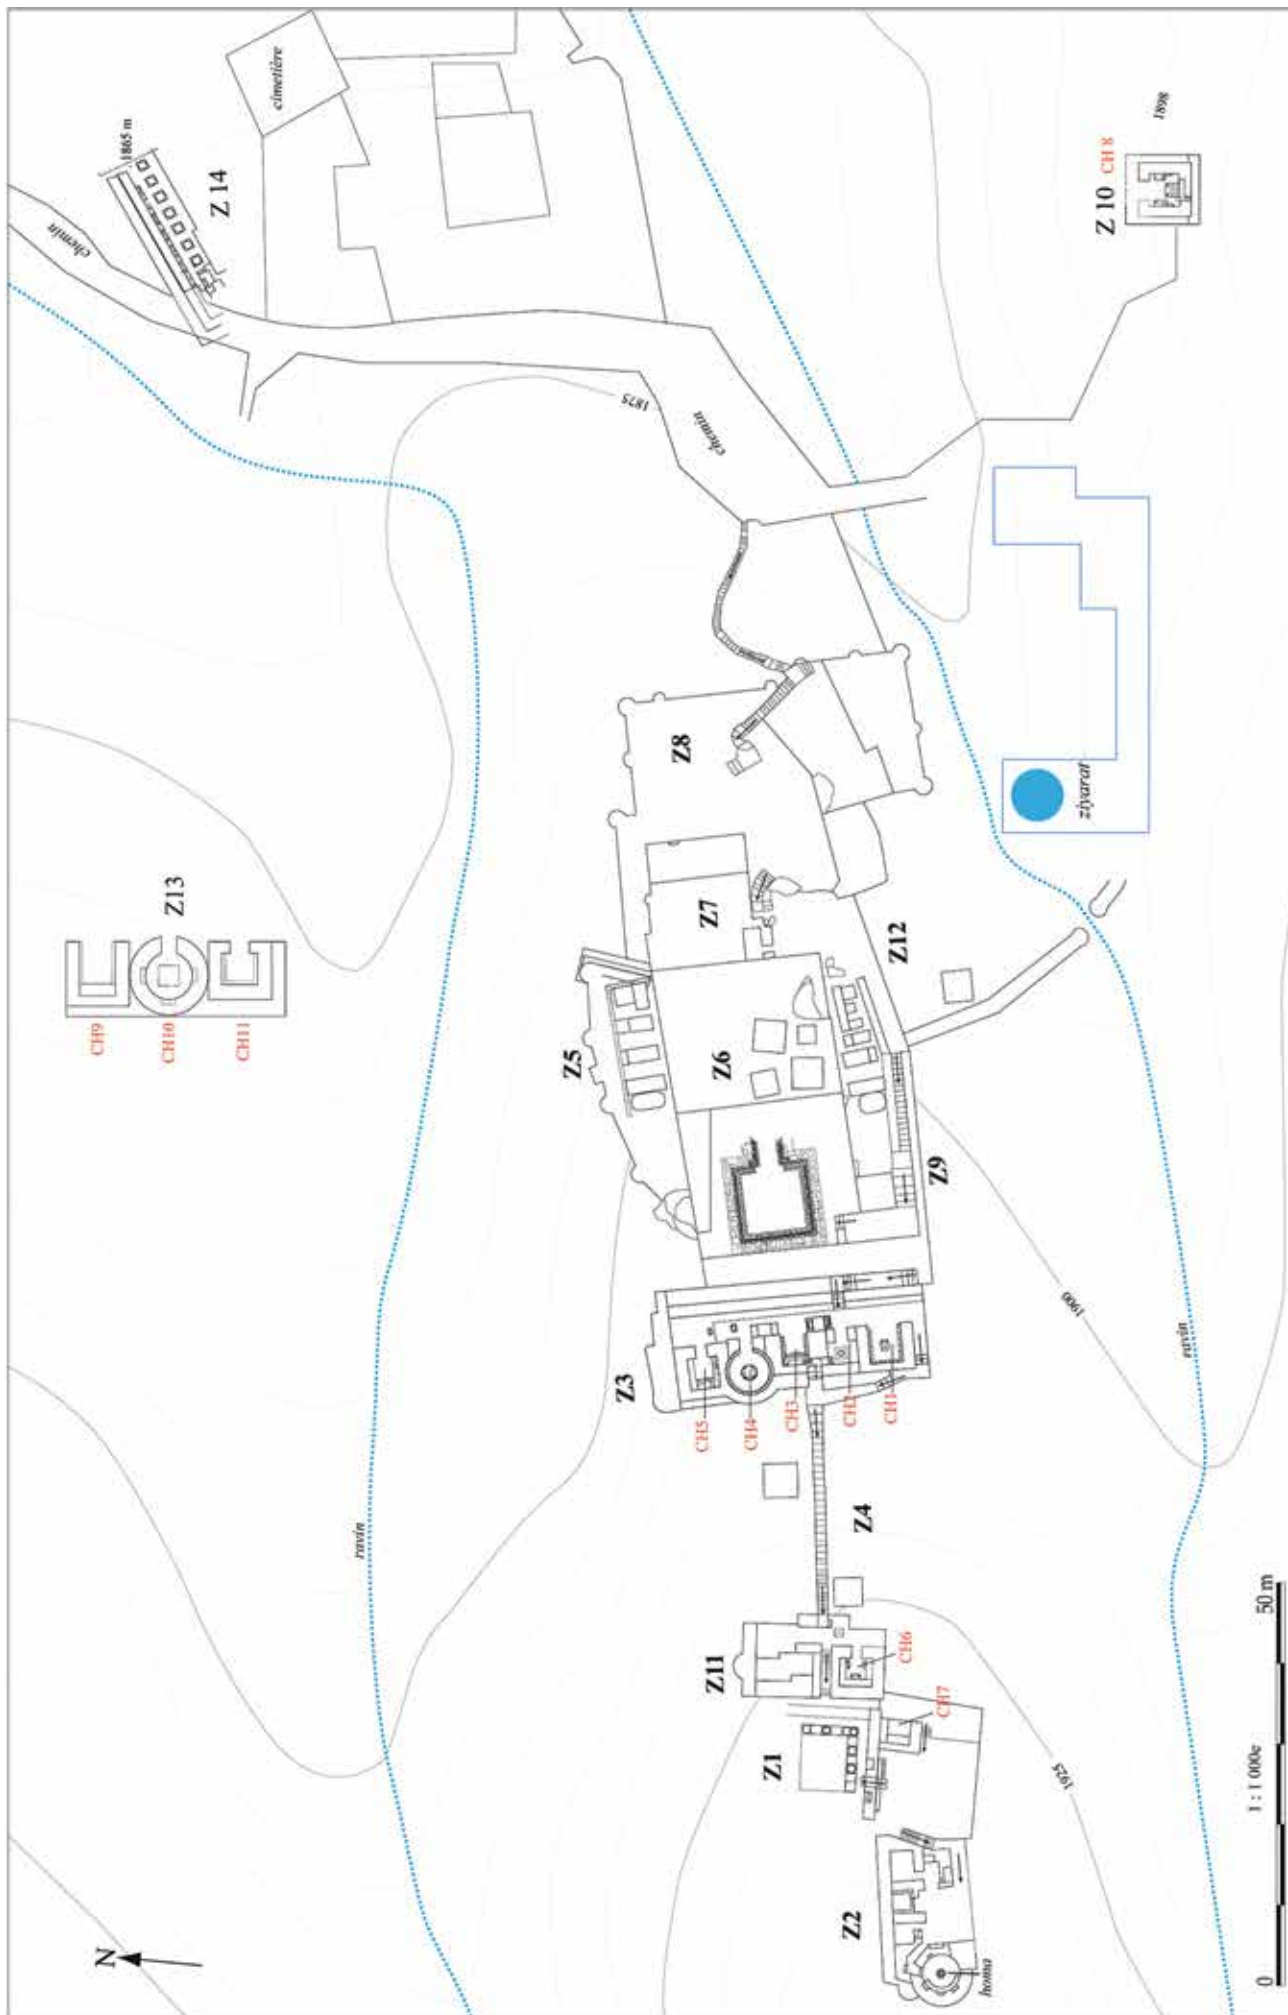 cimetière
1865 m
Z 14
chemin
1898
CH 8
Z 10
1875
chemin
ziyarat
Z8
Z7
Z12
Z13
CH9
CH10
CH11
Z5
Z6
Z9
1900
ravin
Z3
CH5
CH4
CH3
CH2
CH1
Z4
ravin
Z11
CH6
CH7
Z1
1925
Z2
homa
N
0
1 : 1 000e
50 m